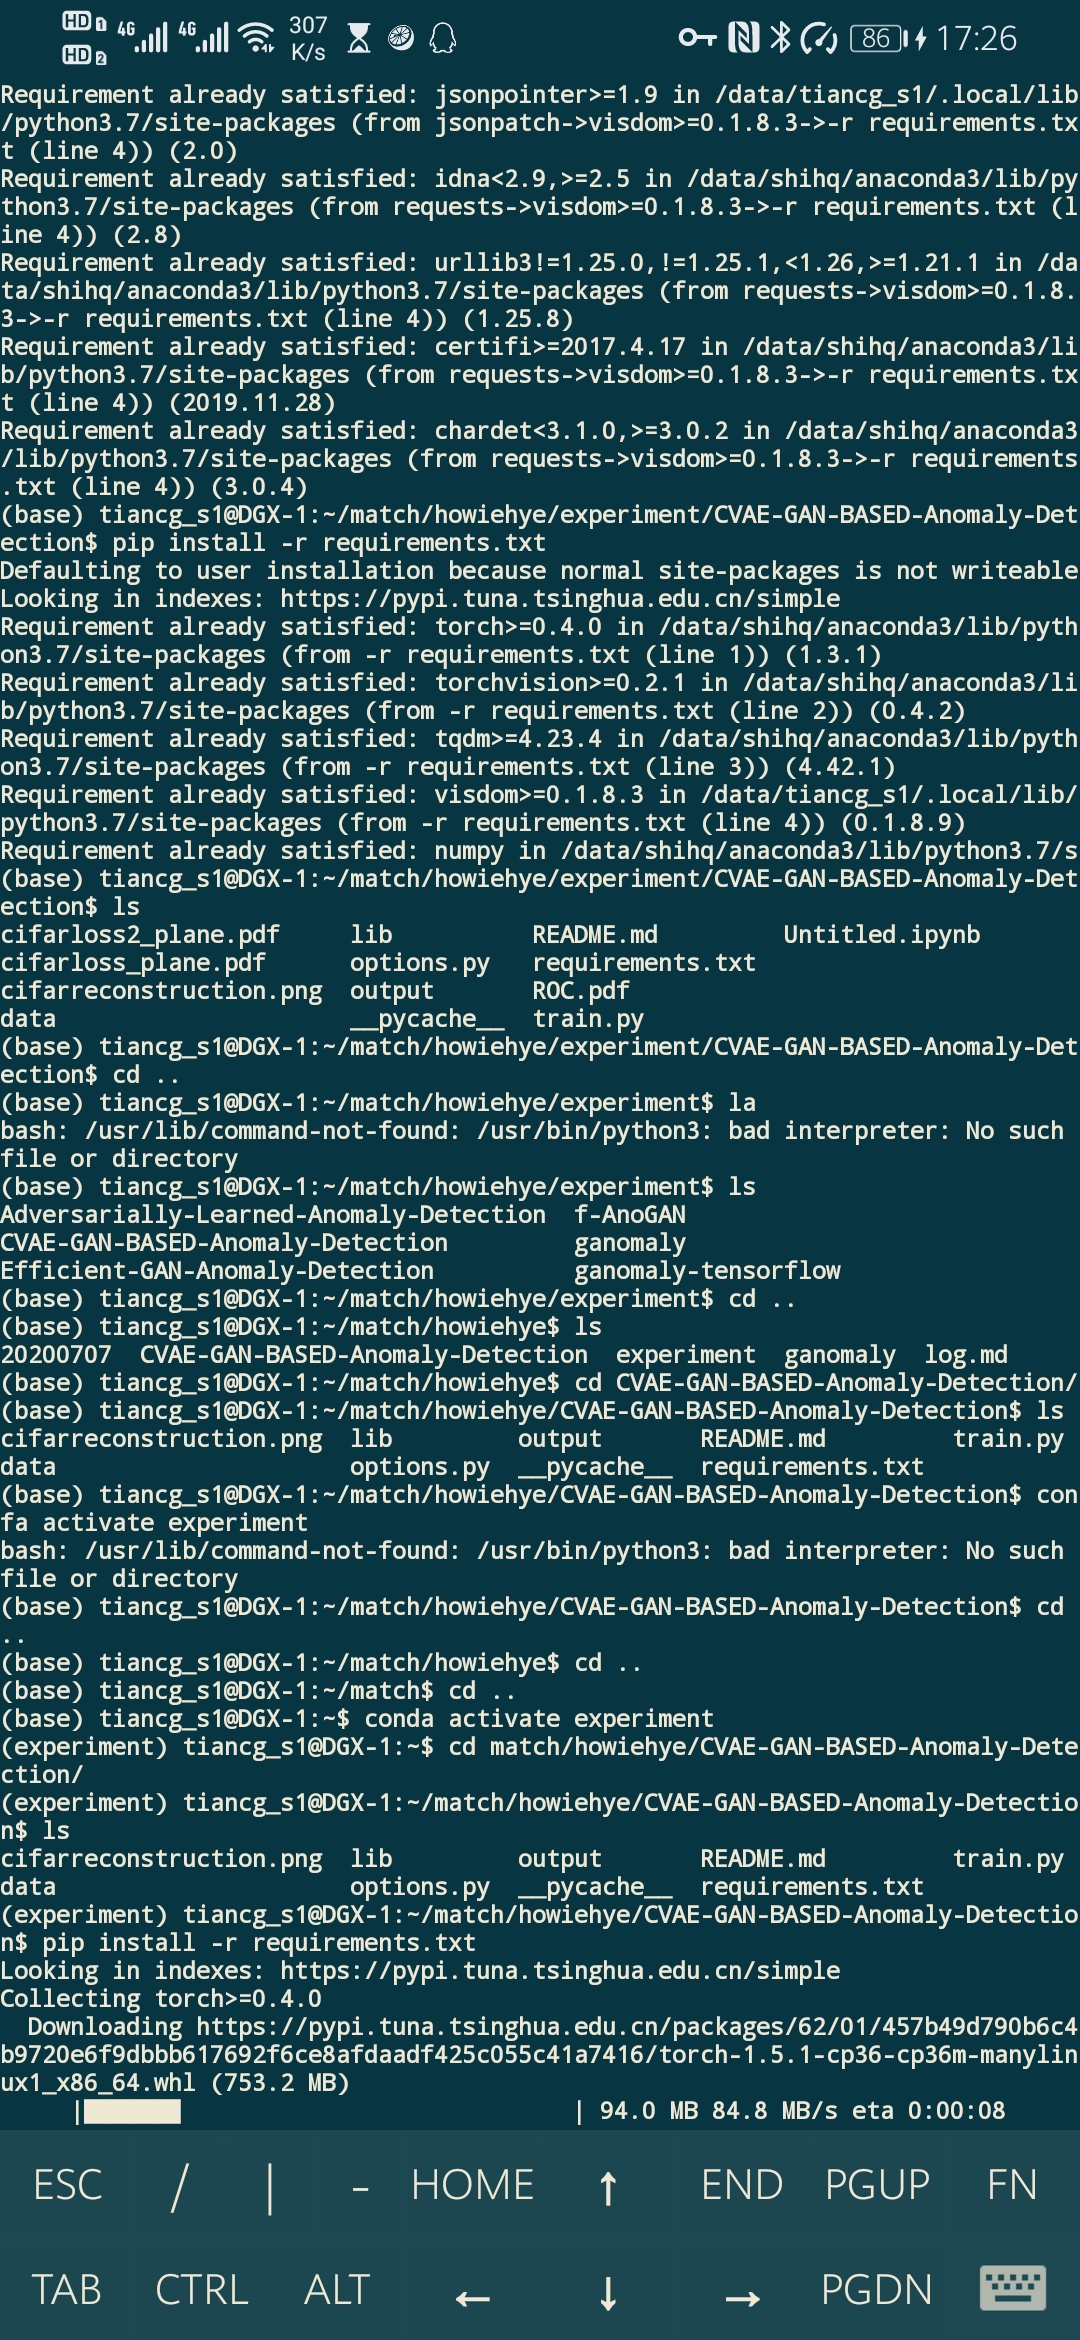 HD 1 4G 4G 307 K/s 86 17:26
HD 2
Requirement already satisfied: jsonpointer>=1.9 in /data/tiancg_s1/.local/lib
/python3.7/site-packages (from jsonpatch->visdom>=0.1.8.3->-r requirements.tx
t (line 4)) (2.0)
Requirement already satisfied: idna<2.9,>=2.5 in /data/shihq/anaconda3/lib/py
thon3.7/site-packages (from requests->visdom>=0.1.8.3->-r requirements.txt (l
ine 4)) (2.8)
Requirement already satisfied: urllib3!=1.25.0,!=1.25.1,<1.26,>=1.21.1 in /da
ta/shihq/anaconda3/lib/python3.7/site-packages (from requests->visdom>=0.1.8.
3->-r requirements.txt (line 4)) (1.25.8)
Requirement already satisfied: certifi>=2017.4.17 in /data/shihq/anaconda3/li
b/python3.7/site-packages (from requests->visdom>=0.1.8.3->-r requirements.tx
t (line 4)) (2019.11.28)
Requirement already satisfied: chardet<3.1.0,>=3.0.2 in /data/shihq/anaconda3
/lib/python3.7/site-packages (from requests->visdom>=0.1.8.3->-r requirements
.txt (line 4)) (3.0.4)
(base) tiancg_s1@DGX-1:~/match/howiehye/experiment/CVAE-GAN-BASED-Anomaly-Det
ection$ pip install -r requirements.txt
Defaulting to user installation because normal site-packages is not writeable
Looking in indexes: https://pypi.tuna.tsinghua.edu.cn/simple
Requirement already satisfied: torch>=0.4.0 in /data/shihq/anaconda3/lib/pyth
on3.7/site-packages (from -r requirements.txt (line 1)) (1.3.1)
Requirement already satisfied: torchvision>=0.2.1 in /data/shihq/anaconda3/li
b/python3.7/site-packages (from -r requirements.txt (line 2)) (0.4.2)
Requirement already satisfied: tqdm>=4.23.4 in /data/shihq/anaconda3/lib/pyth
on3.7/site-packages (from -r requirements.txt (line 3)) (4.42.1)
Requirement already satisfied: visdom>=0.1.8.3 in /data/tiancg_s1/.local/lib/
python3.7/site-packages (from -r requirements.txt (line 4)) (0.1.8.9)
Requirement already satisfied: numpy in /data/shihq/anaconda3/lib/python3.7/s
(base) tiancg_s1@DGX-1:~/match/howiehye/experiment/CVAE-GAN-BASED-Anomaly-Det
ection$ ls
cifarloss2_plane.pdf     lib          README.md         Untitled.ipynb
cifarloss_plane.pdf      options.py   requirements.txt
cifarreconstruction.png  output       ROC.pdf
data                     __pycache__  train.py
(base) tiancg_s1@DGX-1:~/match/howiehye/experiment/CVAE-GAN-BASED-Anomaly-Det
ection$ cd ..
(base) tiancg_s1@DGX-1:~/match/howiehye/experiment$ la
bash: /usr/lib/command-not-found: /usr/bin/python3: bad interpreter: No such
file or directory
(base) tiancg_s1@DGX-1:~/match/howiehye/experiment$ ls
Adversarially-Learned-Anomaly-Detection  f-AnoGAN
CVAE-GAN-BASED-Anomaly-Detection         ganomaly
Efficient-GAN-Anomaly-Detection          ganomaly-tensorflow
(base) tiancg_s1@DGX-1:~/match/howiehye/experiment$ cd ..
(base) tiancg_s1@DGX-1:~/match/howiehye$ ls
20200707  CVAE-GAN-BASED-Anomaly-Detection  experiment  ganomaly  log.md
(base) tiancg_s1@DGX-1:~/match/howiehye$ cd CVAE-GAN-BASED-Anomaly-Detection/
(base) tiancg_s1@DGX-1:~/match/howiehye/CVAE-GAN-BASED-Anomaly-Detection$ ls
cifarreconstruction.png  lib         output       README.md         train.py
data                     options.py  __pycache__  requirements.txt
(base) tiancg_s1@DGX-1:~/match/howiehye/CVAE-GAN-BASED-Anomaly-Detection$ con
fa activate experiment
bash: /usr/lib/command-not-found: /usr/bin/python3: bad interpreter: No such
file or directory
(base) tiancg_s1@DGX-1:~/match/howiehye/CVAE-GAN-BASED-Anomaly-Detection$ cd
..
(base) tiancg_s1@DGX-1:~/match/howiehye$ cd ..
(base) tiancg_s1@DGX-1:~/match$ cd ..
(base) tiancg_s1@DGX-1:~$ conda activate experiment
(experiment) tiancg_s1@DGX-1:~$ cd match/howiehye/CVAE-GAN-BASED-Anomaly-Dete
ction/
(experiment) tiancg_s1@DGX-1:~/match/howiehye/CVAE-GAN-BASED-Anomaly-Detectio
n$ ls
cifarreconstruction.png  lib         output       README.md         train.py
data                     options.py  __pycache__  requirements.txt
(experiment) tiancg_s1@DGX-1:~/match/howiehye/CVAE-GAN-BASED-Anomaly-Detectio
n$ pip install -r requirements.txt
Looking in indexes: https://pypi.tuna.tsinghua.edu.cn/simple
Collecting torch>=0.4.0
  Downloading https://pypi.tuna.tsinghua.edu.cn/packages/62/01/457b49d790b6c4
b9720e6f9dbbb617692f6ce8afdaadf425c055c41a7416/torch-1.5.1-cp36-cp36m-manylin
ux1_x86_64.whl (753.2 MB)
| | 94.0 MB 84.8 MB/s eta 0:00:08
ESC / | - HOME ↑ END PGUP FN
TAB CTRL ALT ← ↓ → PGDN